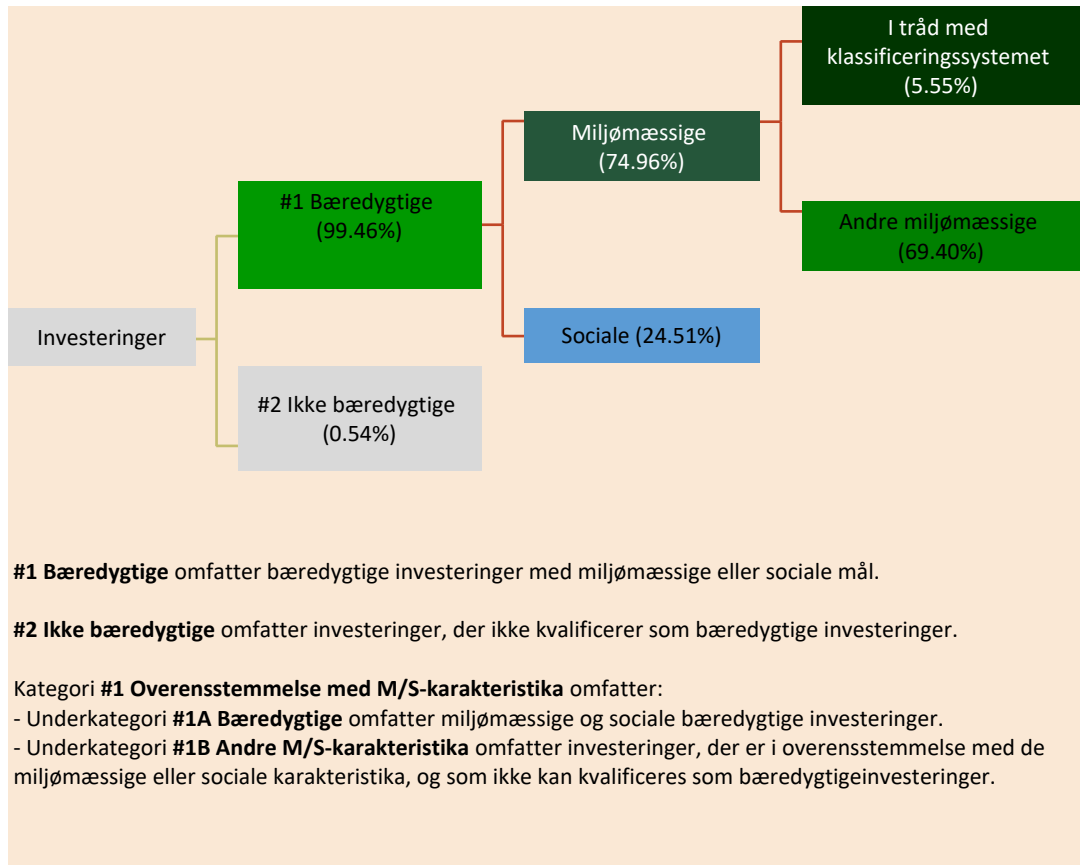 I tråd med
klassificeringssystemet
(5.55%)
Miljømæssige
(74.96%)
#1 Bæredygtige
(99.46%)
Andre miljømæssige
(69.40%)
Investeringer
Sociale (24.51%)
#2 Ikke bæredygtige
(0.54%)
#1 Bæredygtige omfatter bæredygtige investeringer med miljømæssige eller sociale mål.
#2 Ikke bæredygtige omfatter investeringer, der ikke kvalificerer som bæredygtige investeringer.
Kategori #1 Overensstemmelse med M/S-karakteristika omfatter:
- Underkategori #1A Bæredygtige omfatter miljømæssige og sociale bæredygtige investeringer.
- Underkategori #1B Andre M/S-karakteristika omfatter investeringer, der er i overensstemmelse med de
miljømæssige eller sociale karakteristika, og som ikke kan kvalificeres som bæredygtigeinvesteringer.